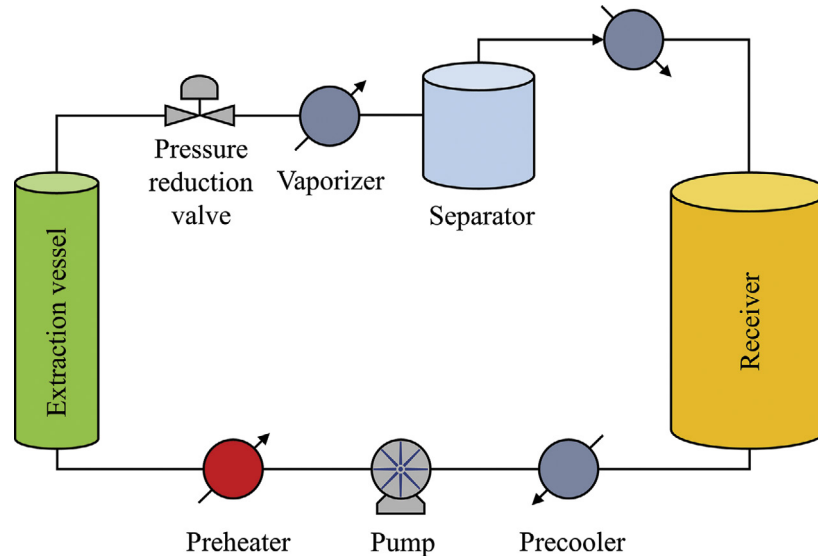 Pressure
reduction
valve
Vaporizer
Separator
Extraction vessel
Receiver
Preheater
Pump
Precooler